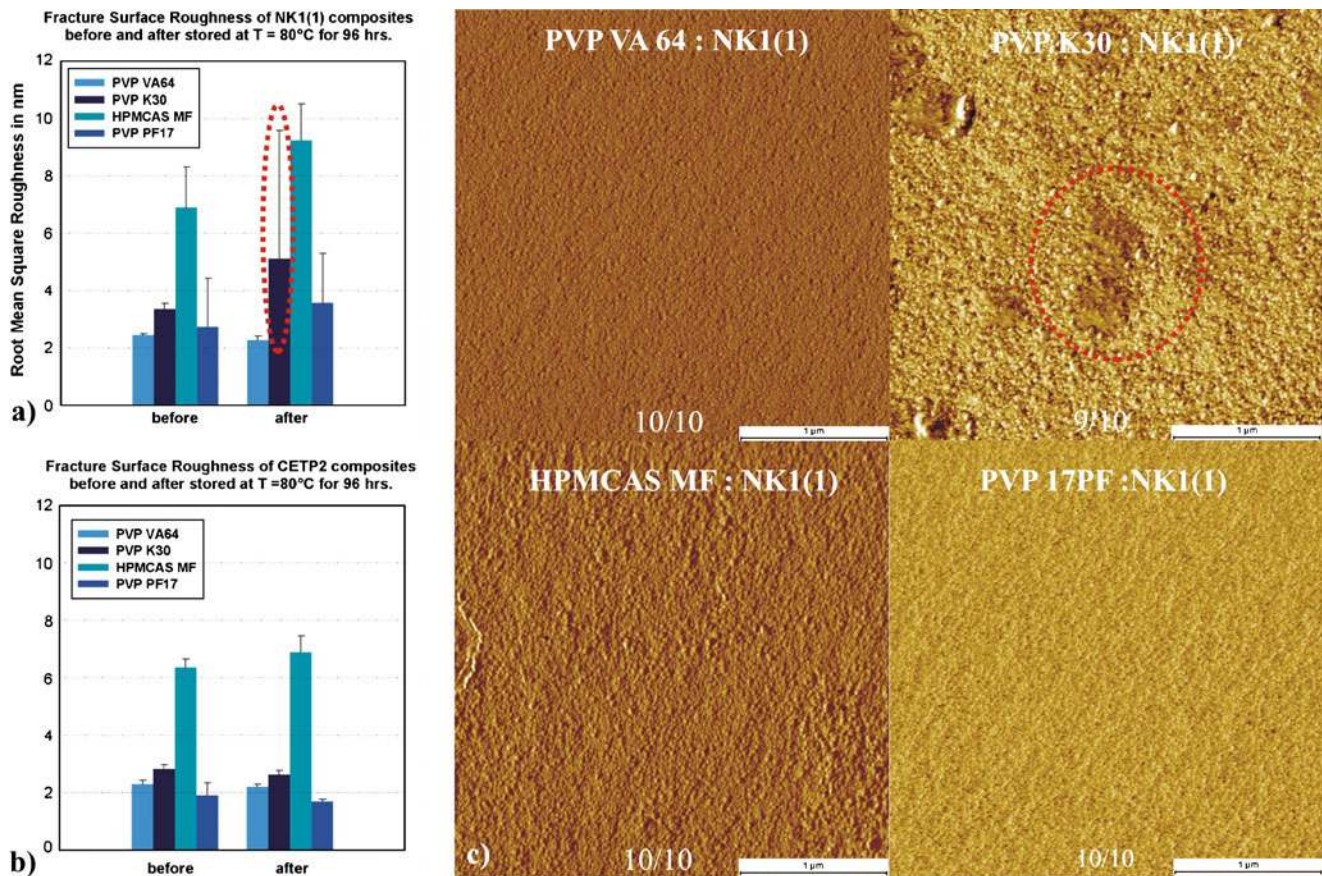 Fracture Surface Roughness of NK1(1) composites
before and after stored at T = 80°C for 96 hrs.
12
10
8
6
4
2
0
Root Mean Square Roughness in nm
PVP VA64
PVP K30
HPMCAS MF
PVP PF17
before
after
a)
Fracture Surface Roughness of CETP2 composites
before and after stored at T =80°C for 96 hrs.
12
10
8
6
4
2
0
PVP VA64
PVP K30
HPMCAS MF
PVP PF17
before
after
b)
PVP VA 64 : NK1(1)
10/10
1 µm
PVP K30 : NK1(1)
9/10
1 µm
HPMCAS MF : NK1(1)
c)
10/10
1 µm
PVP 17PF :NK1(1)
10/10
1 µm